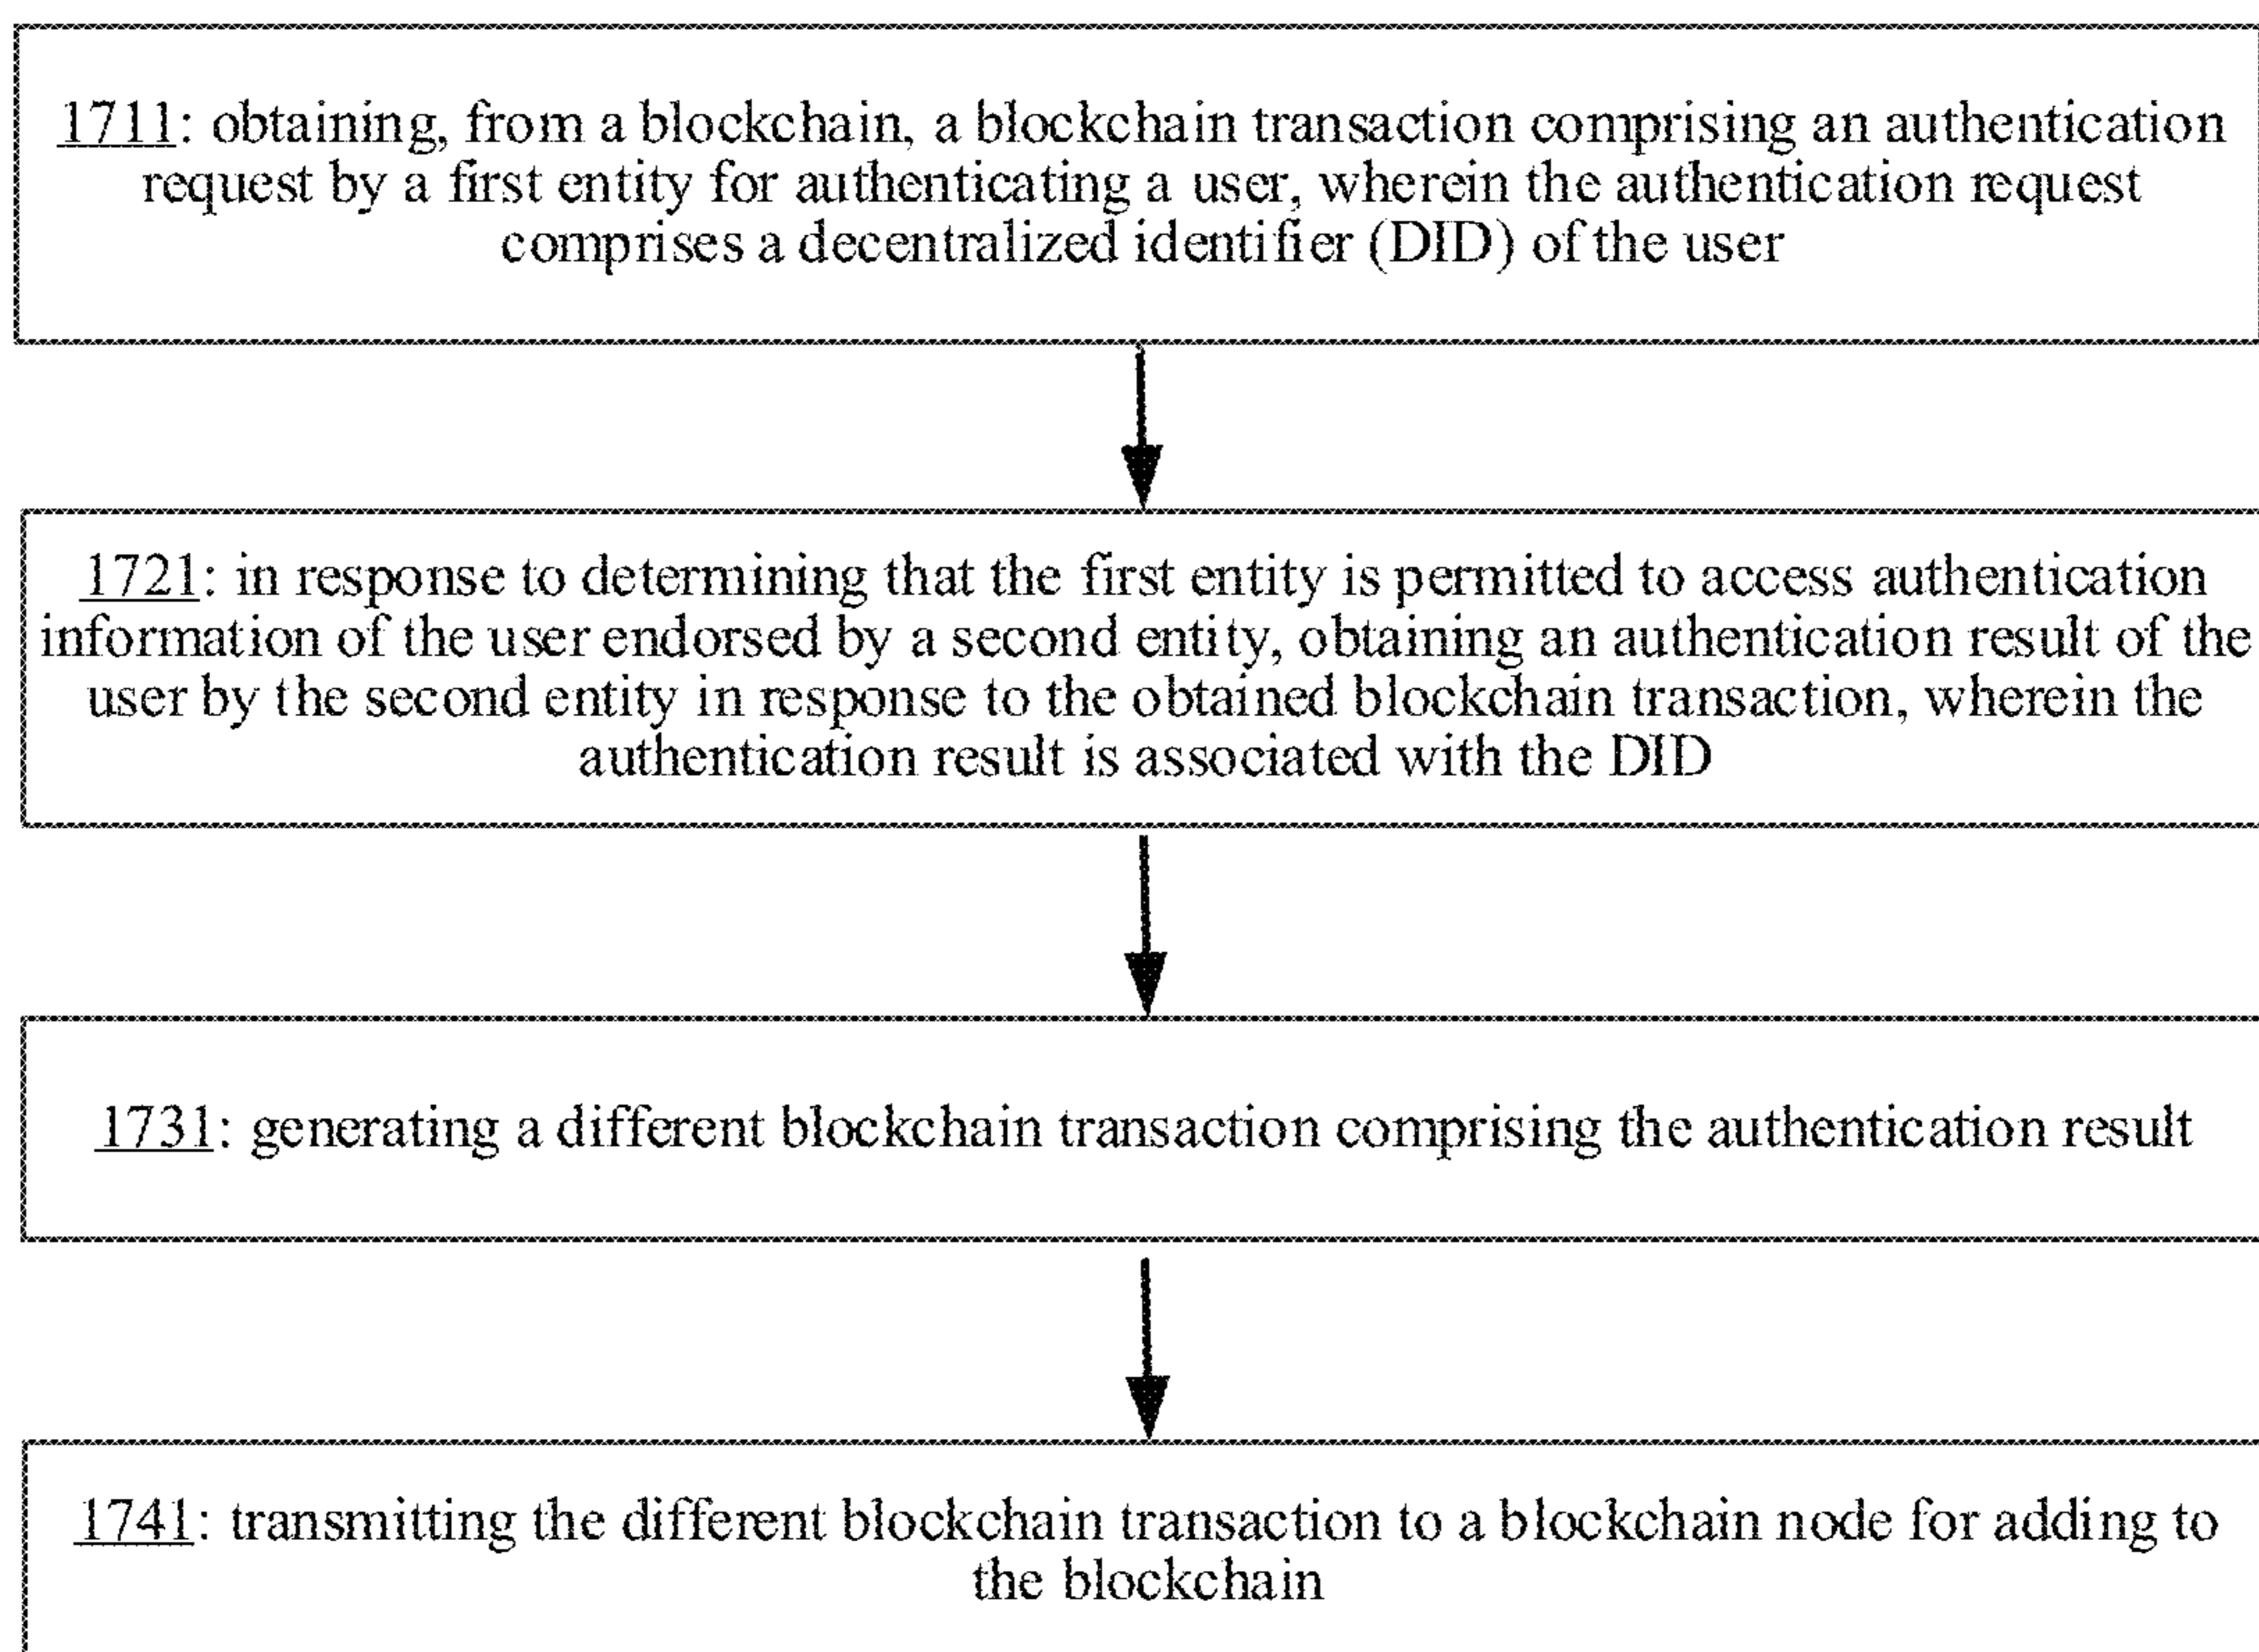 1711: obtaining, from a blockchain, a blockchain transaction comprising an authentication
request by a first entity for authenticating a user, wherein the authentication request
comprises a decentralized identifier (DID) of the user
1721: in response to determining that the first entity is permitted to access authentication
information of the user endorsed by a second entity, obtaining an authentication result of the
user by the second entity in response to the obtained blockchain transaction, wherein the
authentication result is associated with the DID
1731: generating a different blockchain transaction comprising the authentication result
1741: transmitting the different blockchain transaction to a blockchain node for adding to
the blockchain